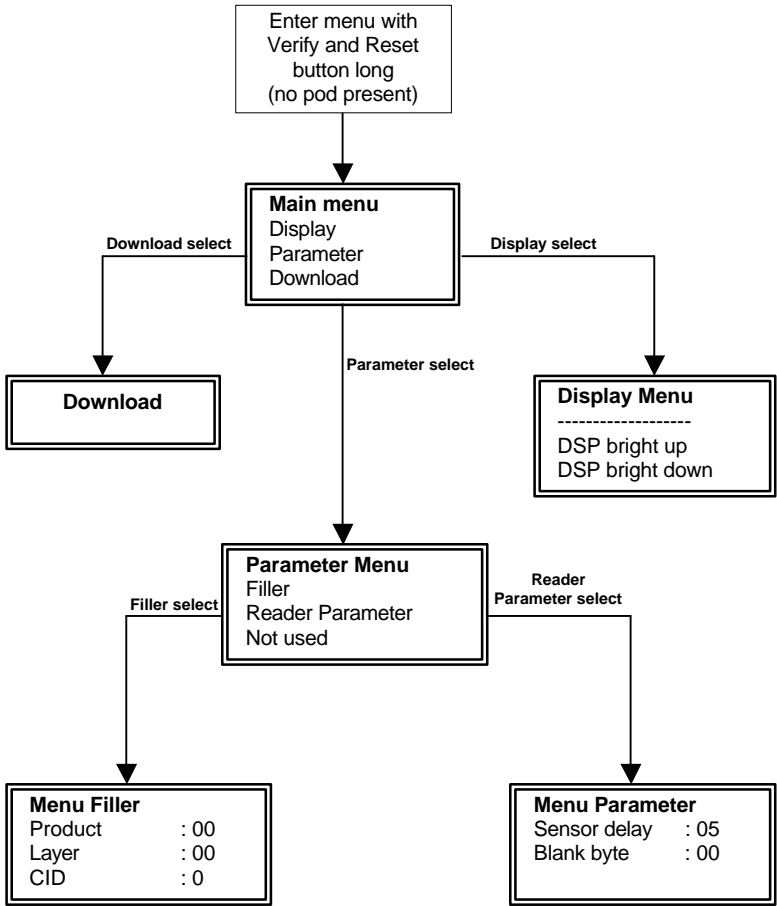 Enter menu with
Verify and Reset
button long
(no pod present)
Main menu
Display
Parameter
Download
Download select
Display select
Parameter select
Download
Display Menu
-------------------
DSP bright up
DSP bright down
Parameter Menu
Filler
Reader Parameter
Not used
Filler select
Reader
Parameter select
Menu Filler
Product : 00
Layer : 00
CID : 0
Menu Parameter
Sensor delay : 05
Blank byte : 00